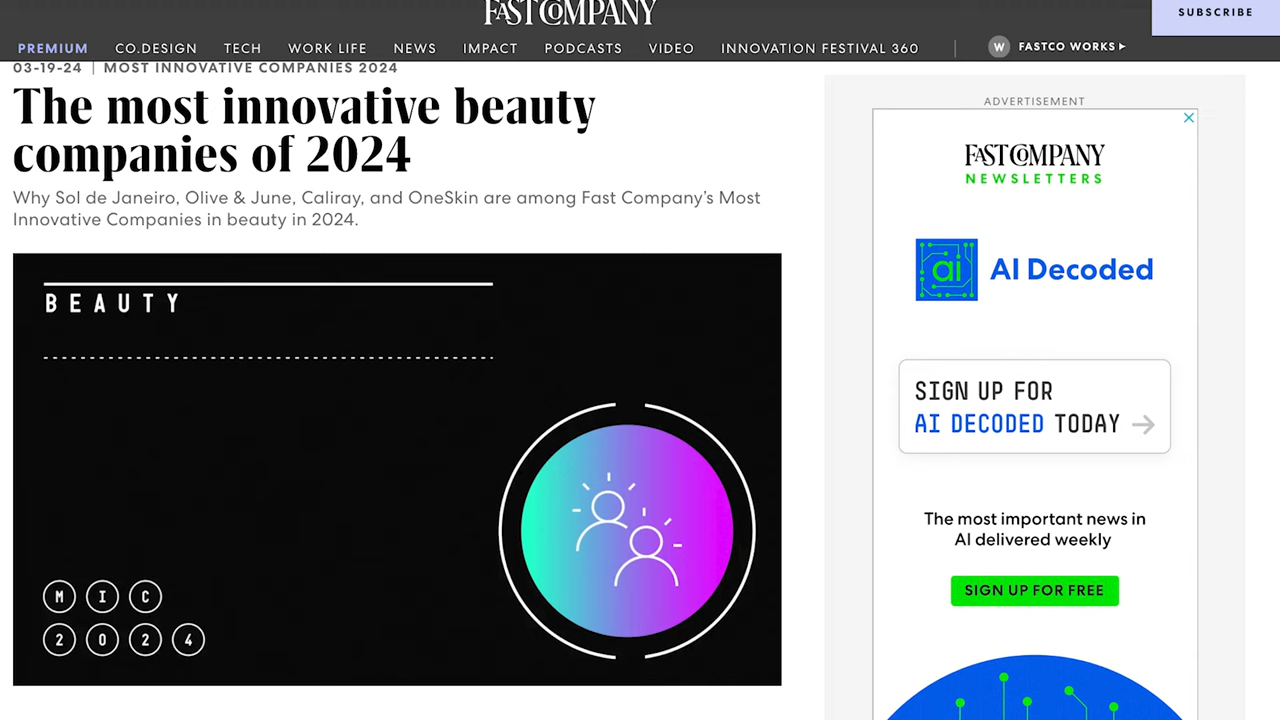 FAST COMPANY
SUBSCRIBE
PREMIUM CO.DESIGN TECH WORK LIFE NEWS IMPACT PODCASTS VIDEO INNOVATION FESTIVAL 360 W FASTCO WORKS
03-19-24 | MOST INNOVATIVE COMPANIES 2024
The most innovative beauty
companies of 2024
Why Sol de Janeiro, Olive & June, Caliray, and OneSkin are among Fast Company’s Most
Innovative Companies in beauty in 2024.
BEAUTY
MIC
2024
ADVERTISEMENT
FAST COMPANY
NEWSLETTERS
ai AI Decoded
SIGN UP FOR
AI DECODED TODAY →
The most important news in
AI delivered weekly
SIGN UP FOR FREE